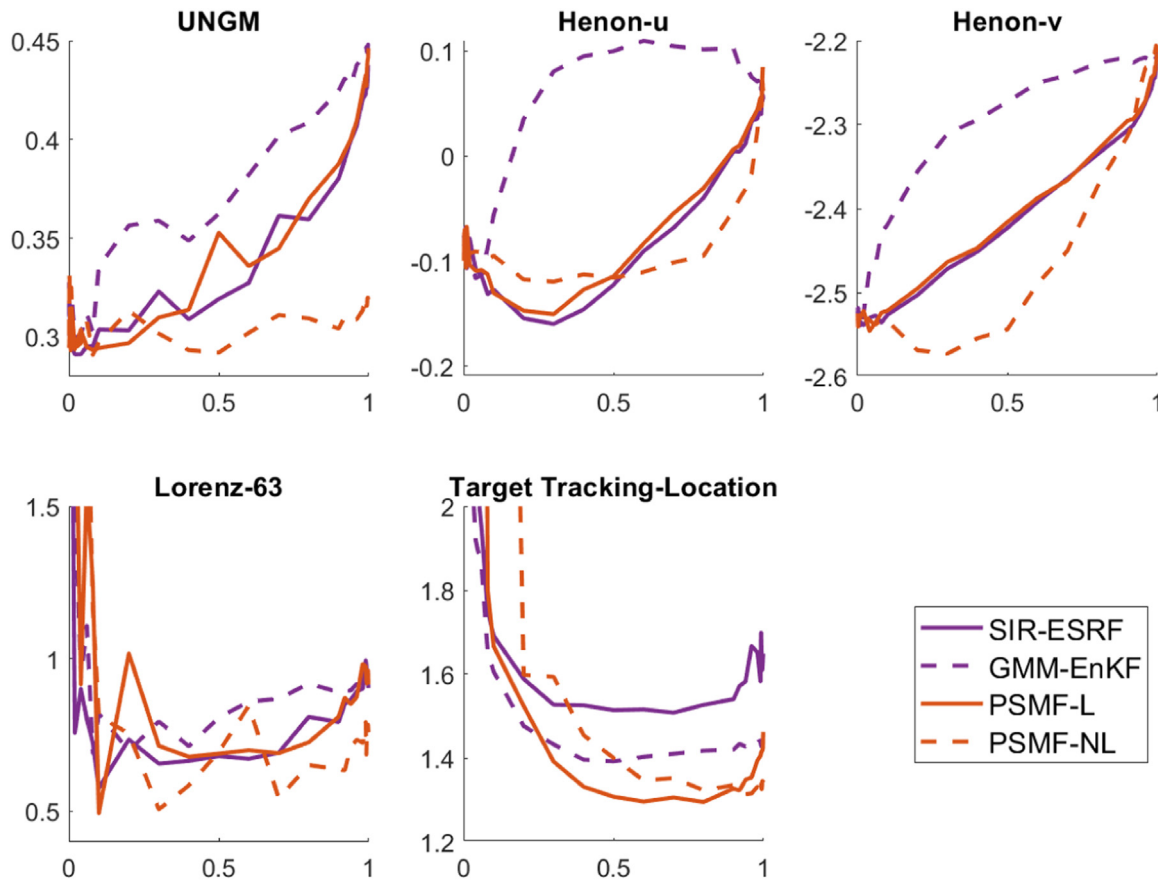 UNGM
0.45
0.4
0.35
0.3
0 0.5 1
Henon-u
0.1
0
-0.1
-0.2
0 0.5 1
Henon-v
-2.2
-2.3
-2.4
-2.5
-2.6
0 0.5 1
Lorenz-63
1.5
1
0.5
0 0.5 1
Target Tracking-Location
2
1.8
1.6
1.4
1.2
0 0.5 1
SIR-ESRF
GMM-EnKF
PSMF-L
PSMF-NL